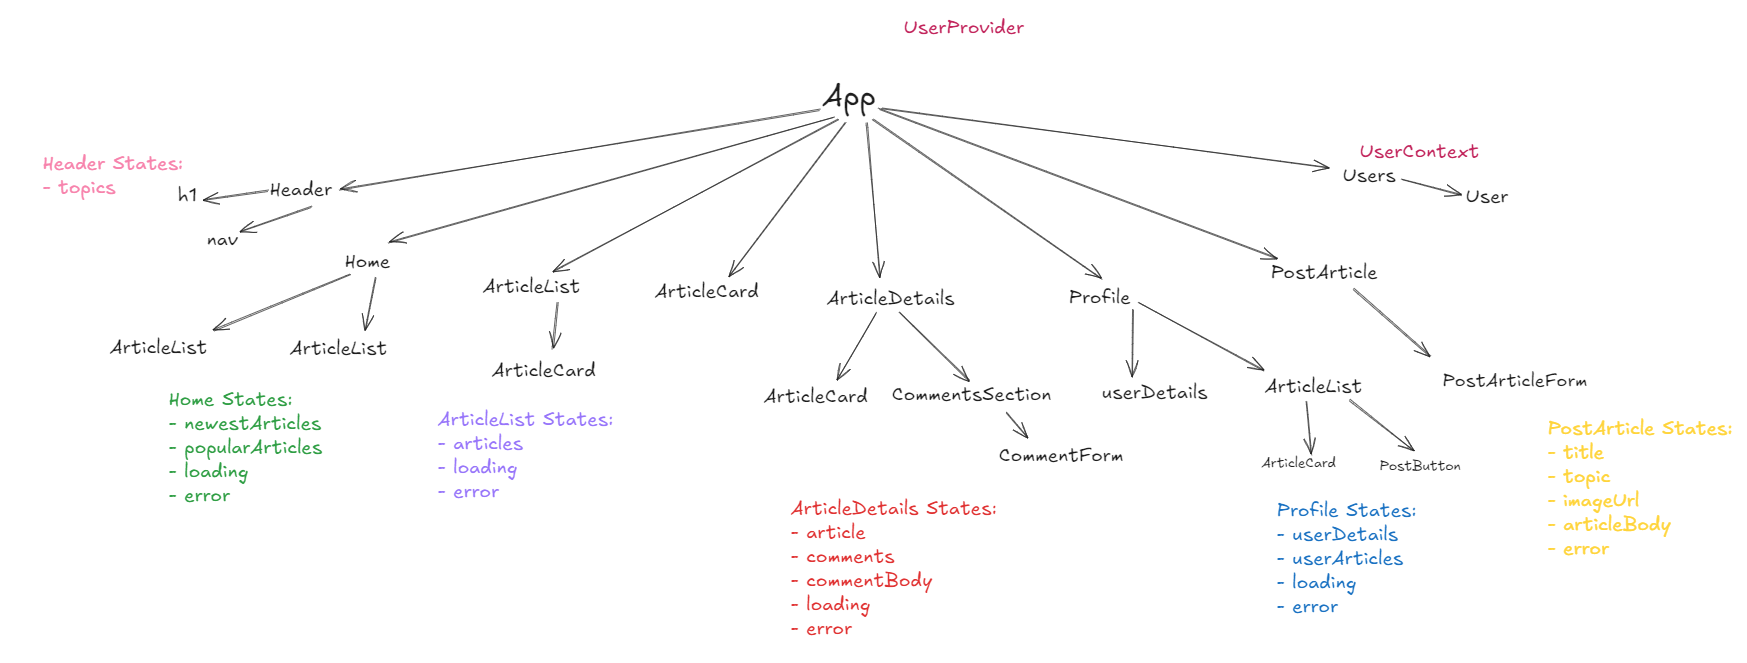 UserProvider
App
Header States:
- topics
h1
Header
nav
UserContext
Users
User
Home
ArticleList
ArticleList
ArticleList
ArticleCard
ArticleCard
ArticleDetails
ArticleCard
CommentsSection
CommentForm
Profile
userDetails
ArticleList
ArticleCard
PostButton
PostArticle
PostArticleForm
Home States:
- newestArticles
- popularArticles
- loading
- error
ArticleList States:
- articles
- loading
- error
ArticleDetails States:
- article
- comments
- commentBody
- loading
- error
Profile States:
- userDetails
- userArticles
- loading
- error
PostArticle States:
- title
- topic
- imageUrl
- articleBody
- error